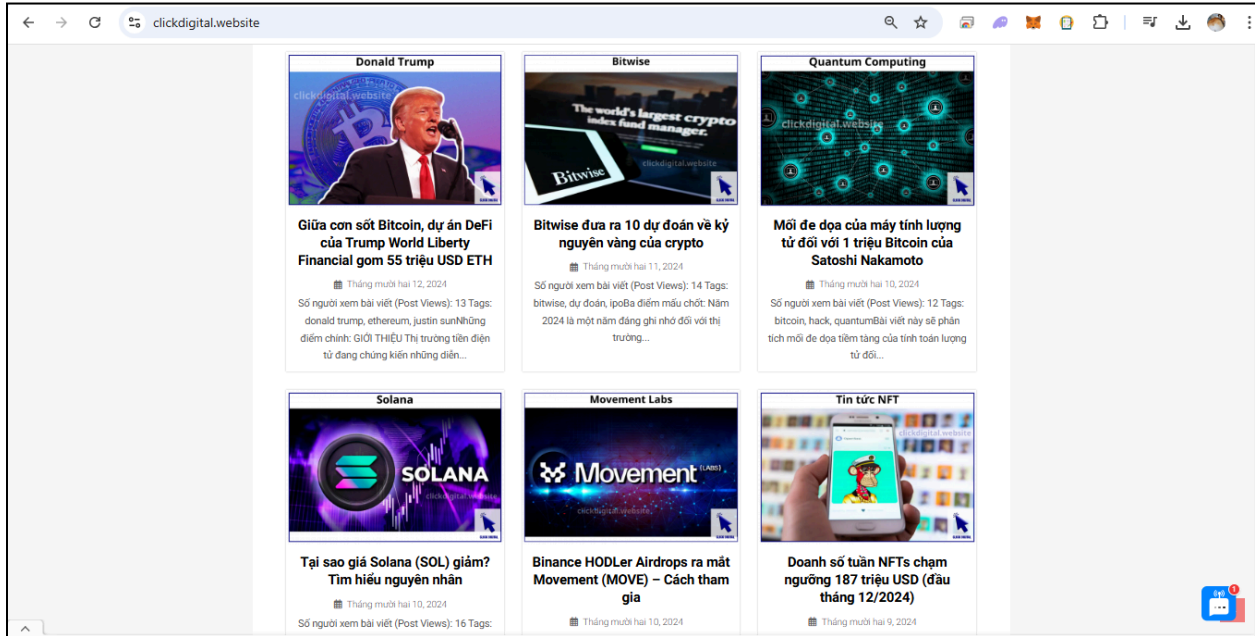 clickdigital.website
Donald Trump
clickdigital.website
Giữa cơn sốt Bitcoin, dự án DeFi
của Trump World Liberty
Financial gom 55 triệu USD ETH
Tháng mười hai 12, 2024
Số người xem bài viết (Post Views): 13 Tags:
donald trump, ethereum, justin sunNhững
điểm chính: GIỚI THIỆU Thị trường tiền điện
tử đang chứng kiến những diễn...
Bitwise
The world's largest crypto
index fund manager.
clickdigital.website
Bitwise
Bitwise đưa ra 10 dự đoán về kỷ
nguyên vàng của crypto
Tháng mười hai 11, 2024
Số người xem bài viết (Post Views): 14 Tags:
bitwise, dự đoán, ipoBa điểm mấu chốt: Năm
2024 là một năm đáng ghi nhớ đối với thị
trường...
Quantum Computing
clickdigital.website
Mối đe dọa của máy tính lượng
tử đối với 1 triệu Bitcoin của
Satoshi Nakamoto
Tháng mười hai 10, 2024
Số người xem bài viết (Post Views): 12 Tags:
bitcoin, hack, quantumBài viết này sẽ phân
tích mối đe dọa tiềm tàng của tính toán lượng
tử đối...
Solana
SOLANA
clickdigital.website
Tại sao giá Solana (SOL) giảm?
Tìm hiểu nguyên nhân
Tháng mười hai 10, 2024
Số người xem bài viết (Post Views): 16 Tags:
Movement Labs
Movement (LABS)
clickdigital.website
Binance HODLer Airdrops ra mắt
Movement (MOVE) – Cách tham
gia
Tháng mười hai 10, 2024
Tin tức NFT
clickdigital.website
Doanh số tuần NFTs chạm
ngưỡng 187 triệu USD (đầu
tháng 12/2024)
Tháng mười hai 9, 2024
1